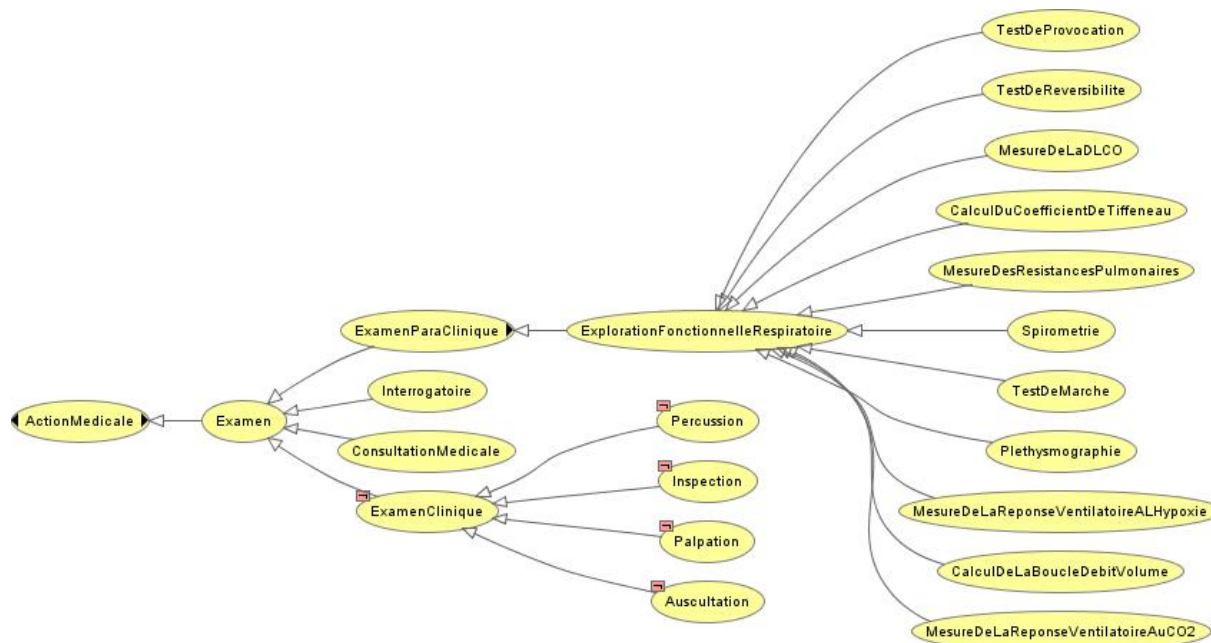 TestDeProvocation
TestDeReversibilite
MesureDeLaDLCO
CalculDuCoefficientDeTiffeneau
MesureDesResistancesPulmonaires
ExamenParaClinique
ExplorationFonctionnelleRespiratoire
Spirometrie
Interrogatoire
TestDeMarche
ActionMedicale
Examen
Percussion
ConsultationMedicale
Plethysmographie
Inspection
ExamenClinique
MesureDeLaReponseVentilatoireALHypoxie
Palpation
CalculDeLaBoucleDebitVolume
Auscultation
MesureDeLaReponseVentilatoireAuCO2